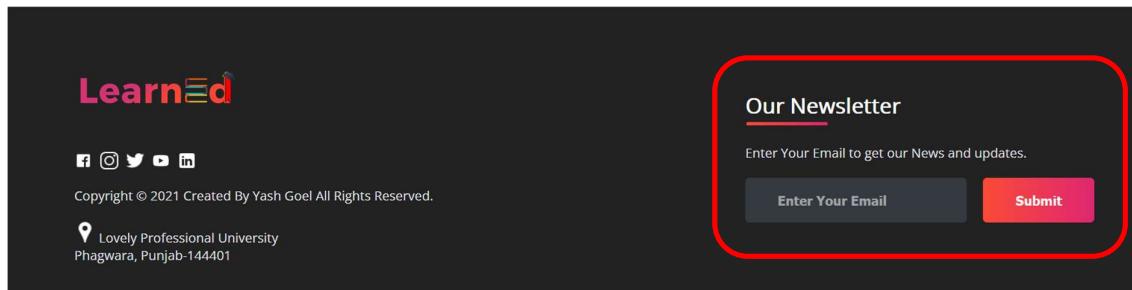 LearnEd
Copyright © 2021 Created By Yash Goel All Rights Reserved.
Lovely Professional University
Phagwara, Punjab-144401
Our Newsletter
Enter Your Email to get our News and updates.
Enter Your Email
Submit